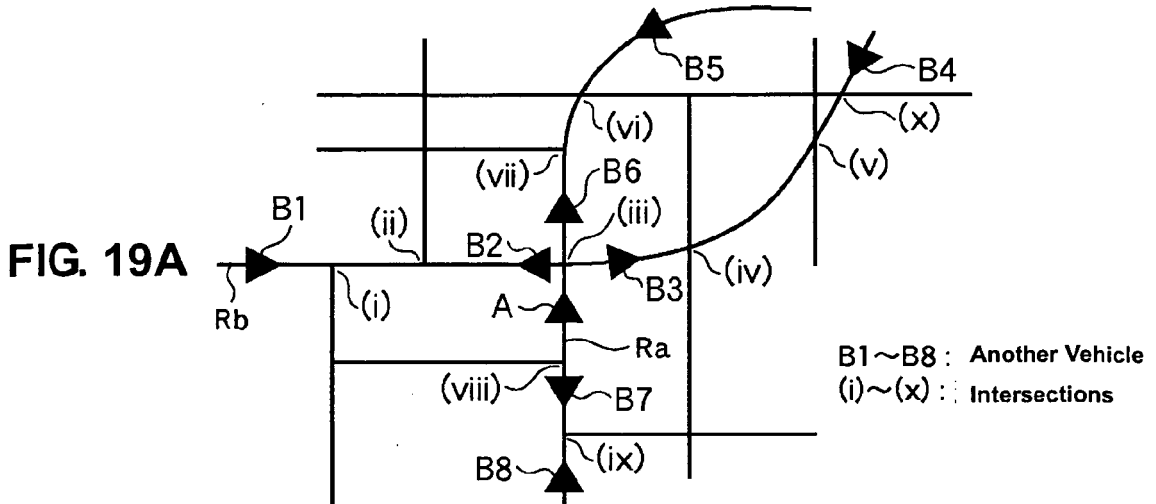 B5
B4
(vi)
(x)
(v)
(vii)
B6
B1
(ii)
(iii)
B2
FIG. 19A
B3
(iv)
Rb
(i)
A
Ra
B1~B8 : Another Vehicle
(viii)
B7
(i)~(x) : Intersections
B8
(ix)